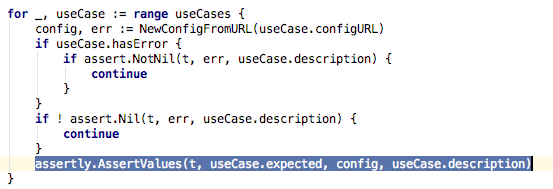 for _, useCase := range useCases {
    config, err := NewConfigFromURL(useCase.configURL)
    if useCase.hasError {
        if assert.NotNil(t, err, useCase.description) {
            continue
        }
    }
    if ! assert.Nil(t, err, useCase.description) {
        continue
    }
    assertly.AssertValues(t, useCase.expected, config, useCase.description)
}